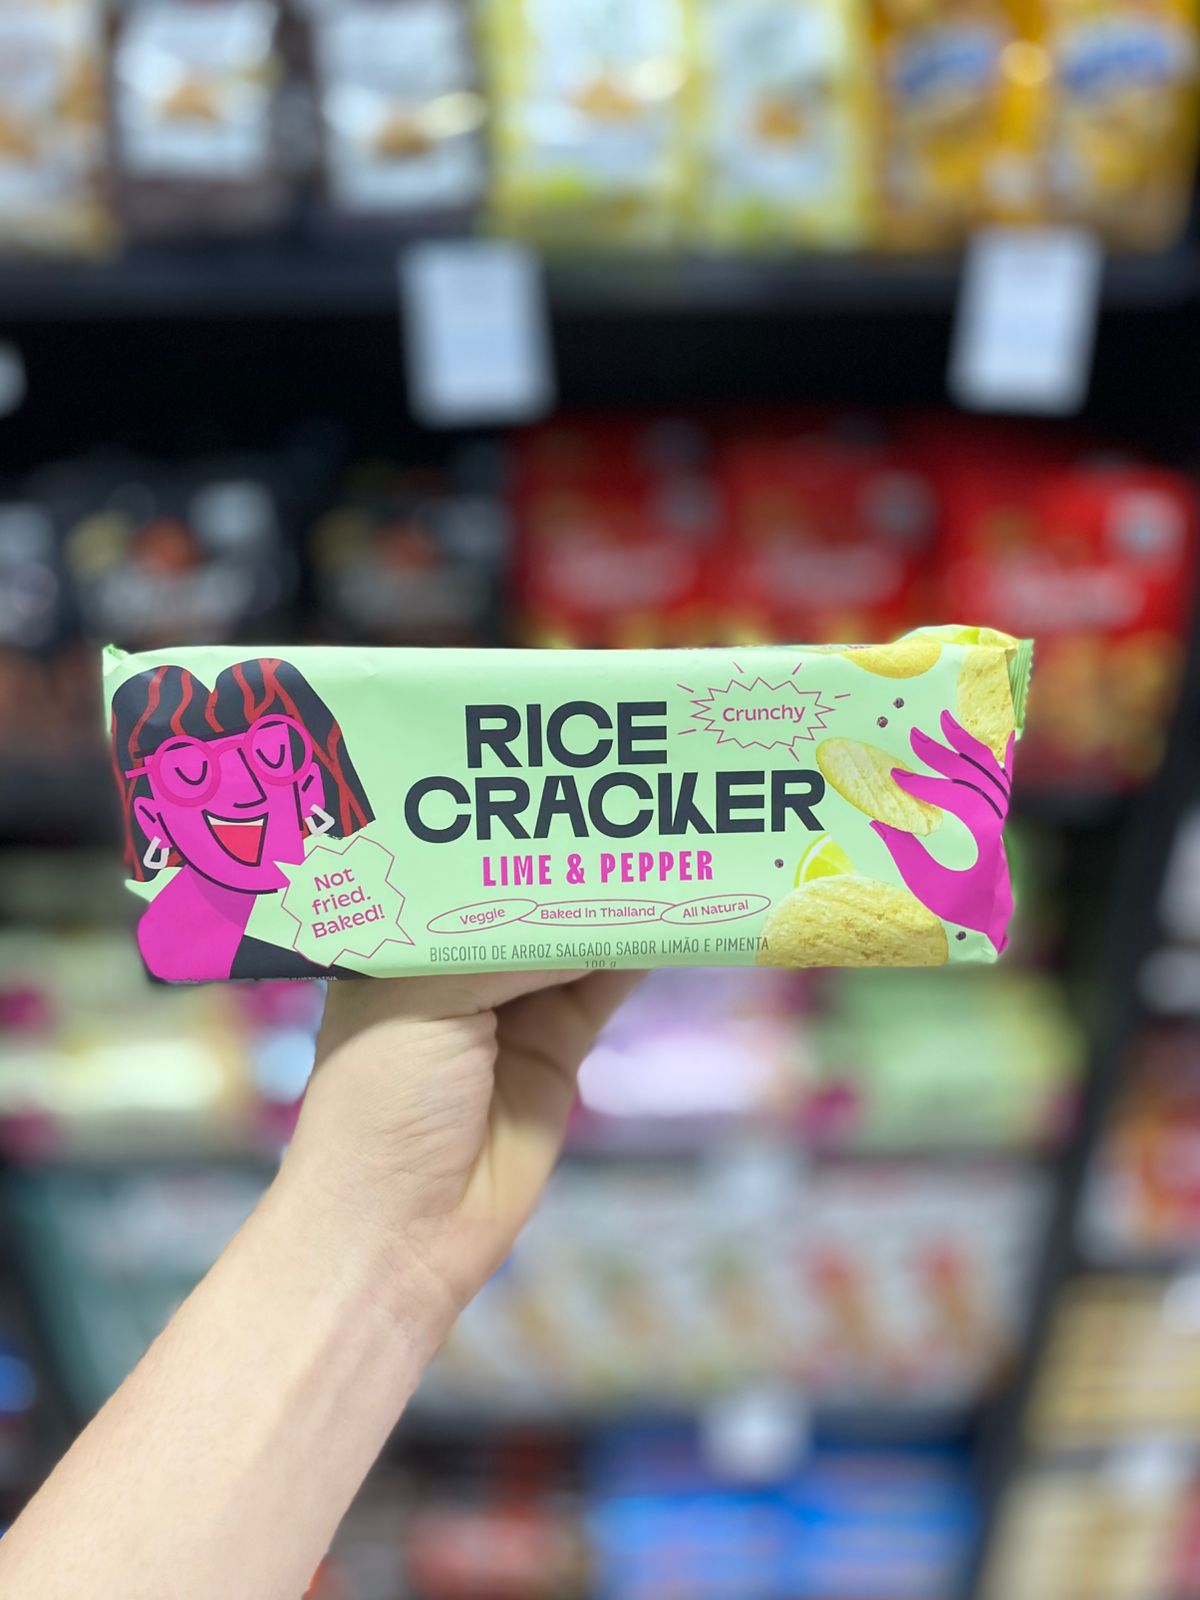 RICE
CRACKER
Crunchy
LIME & PEPPER
Not
fried.
Baked!
Veggie
Baked In Thailand
All Natural
BISCOITO DE ARROZ SALGADO SABOR LIMÃO E PIMENTA
100 g